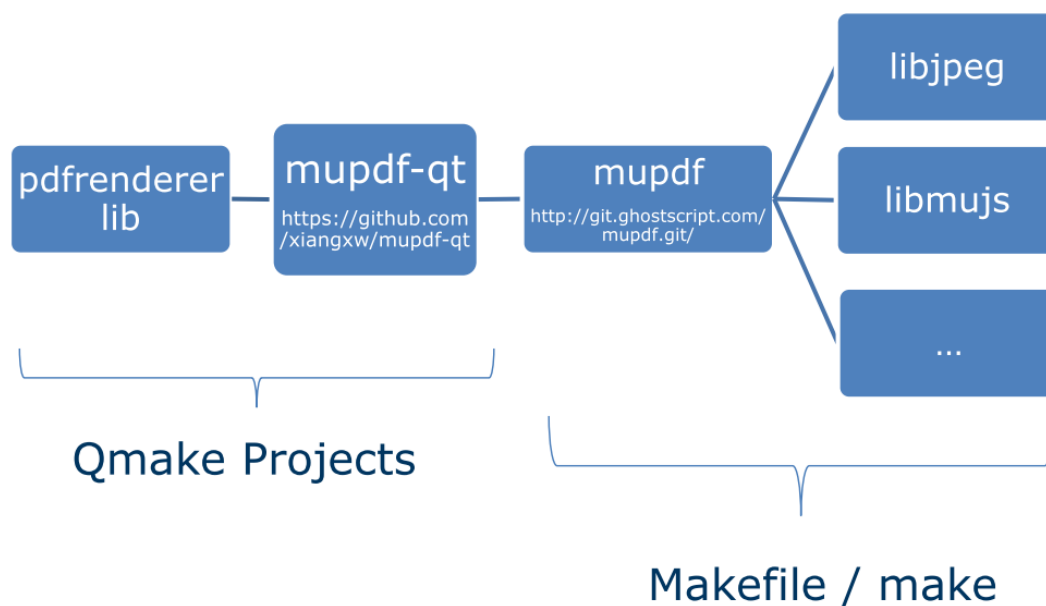 pdfrenderer
lib
mupdf-qt
https://github.com
/xiangxw/mupdf-qt
mupdf
http://git.ghostscript.com/
mupdf.git/
libjpeg
libmujs
...
Qmake Projects
Makefile / make